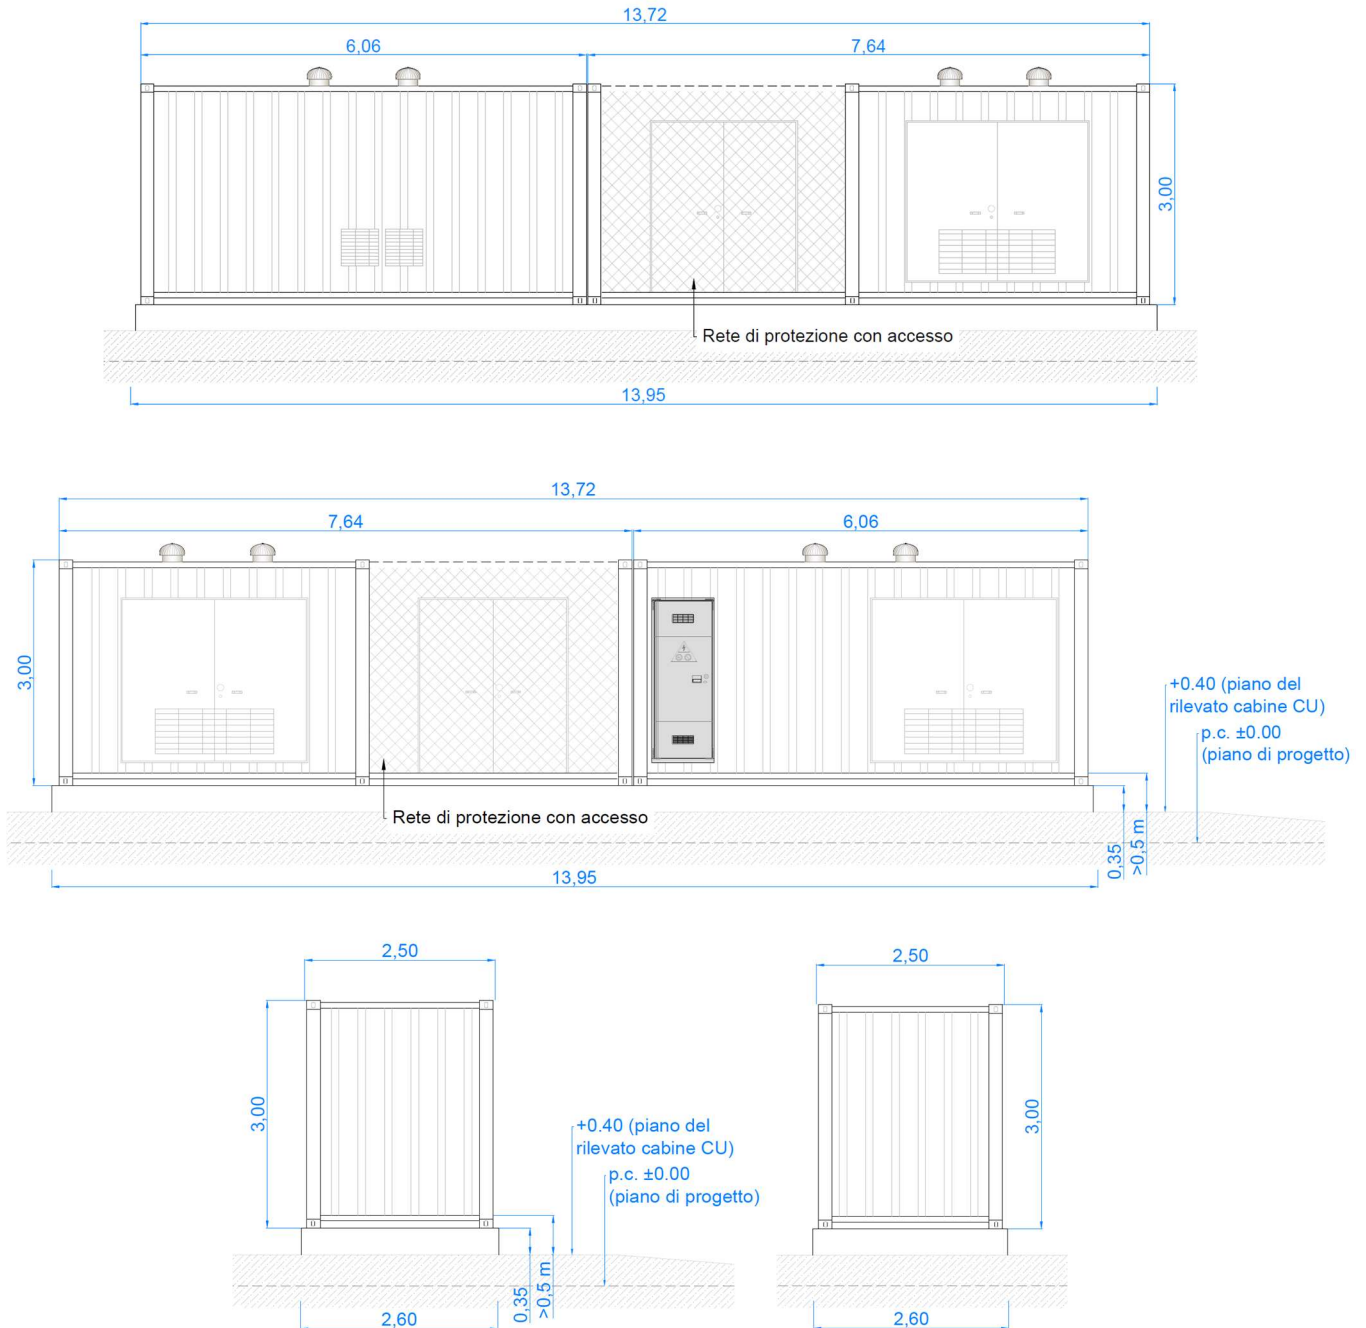 13,72
6,06
7,64
3,00
Rete di protezione con accesso
13,95
13,72
7,64
6,06
3,00
+0.40 (piano del
rilevato cabine CU)
p.c. ±0.00
(piano di progetto)
Rete di protezione con accesso
0,35
>0,5 m
13,95
2,50
2,50
3,00
3,00
+0.40 (piano del
rilevato cabine CU)
p.c. ±0.00
(piano di progetto)
0,35
>0,5 m
2,60
2,60